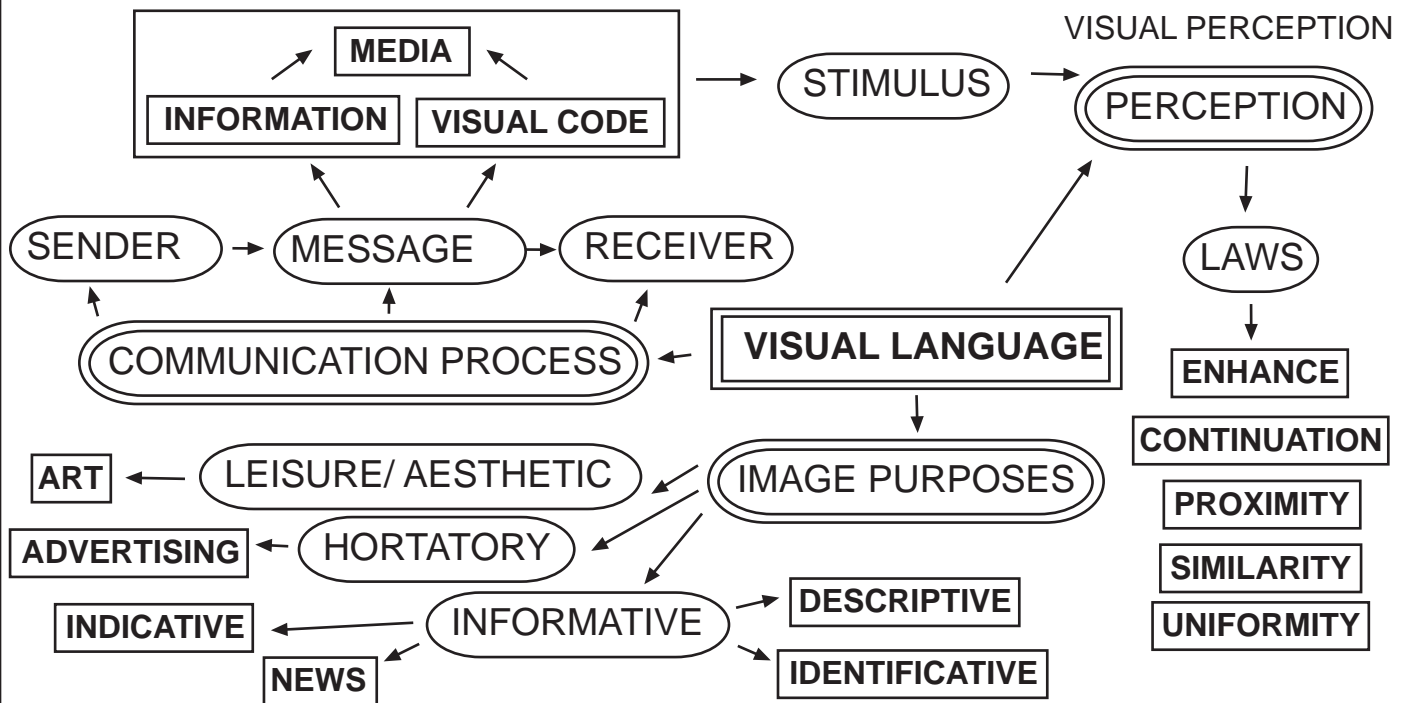 VISUAL PERCEPTION
MEDIA
STIMULUS
PERCEPTION
INFORMATION
VISUAL CODE
SENDER
MESSAGE
RECEIVER
LAWS
VISUAL LANGUAGE
COMMUNICATION PROCESS
ENHANCE
CONTINUATION
ART
LEISURE/ AESTHETIC
IMAGE PURPOSES
PROXIMITY
ADVERTISING
HORTATORY
SIMILARITY
DESCRIPTIVE
INDICATIVE
INFORMATIVE
UNIFORMITY
NEWS
IDENTIFICATIVE